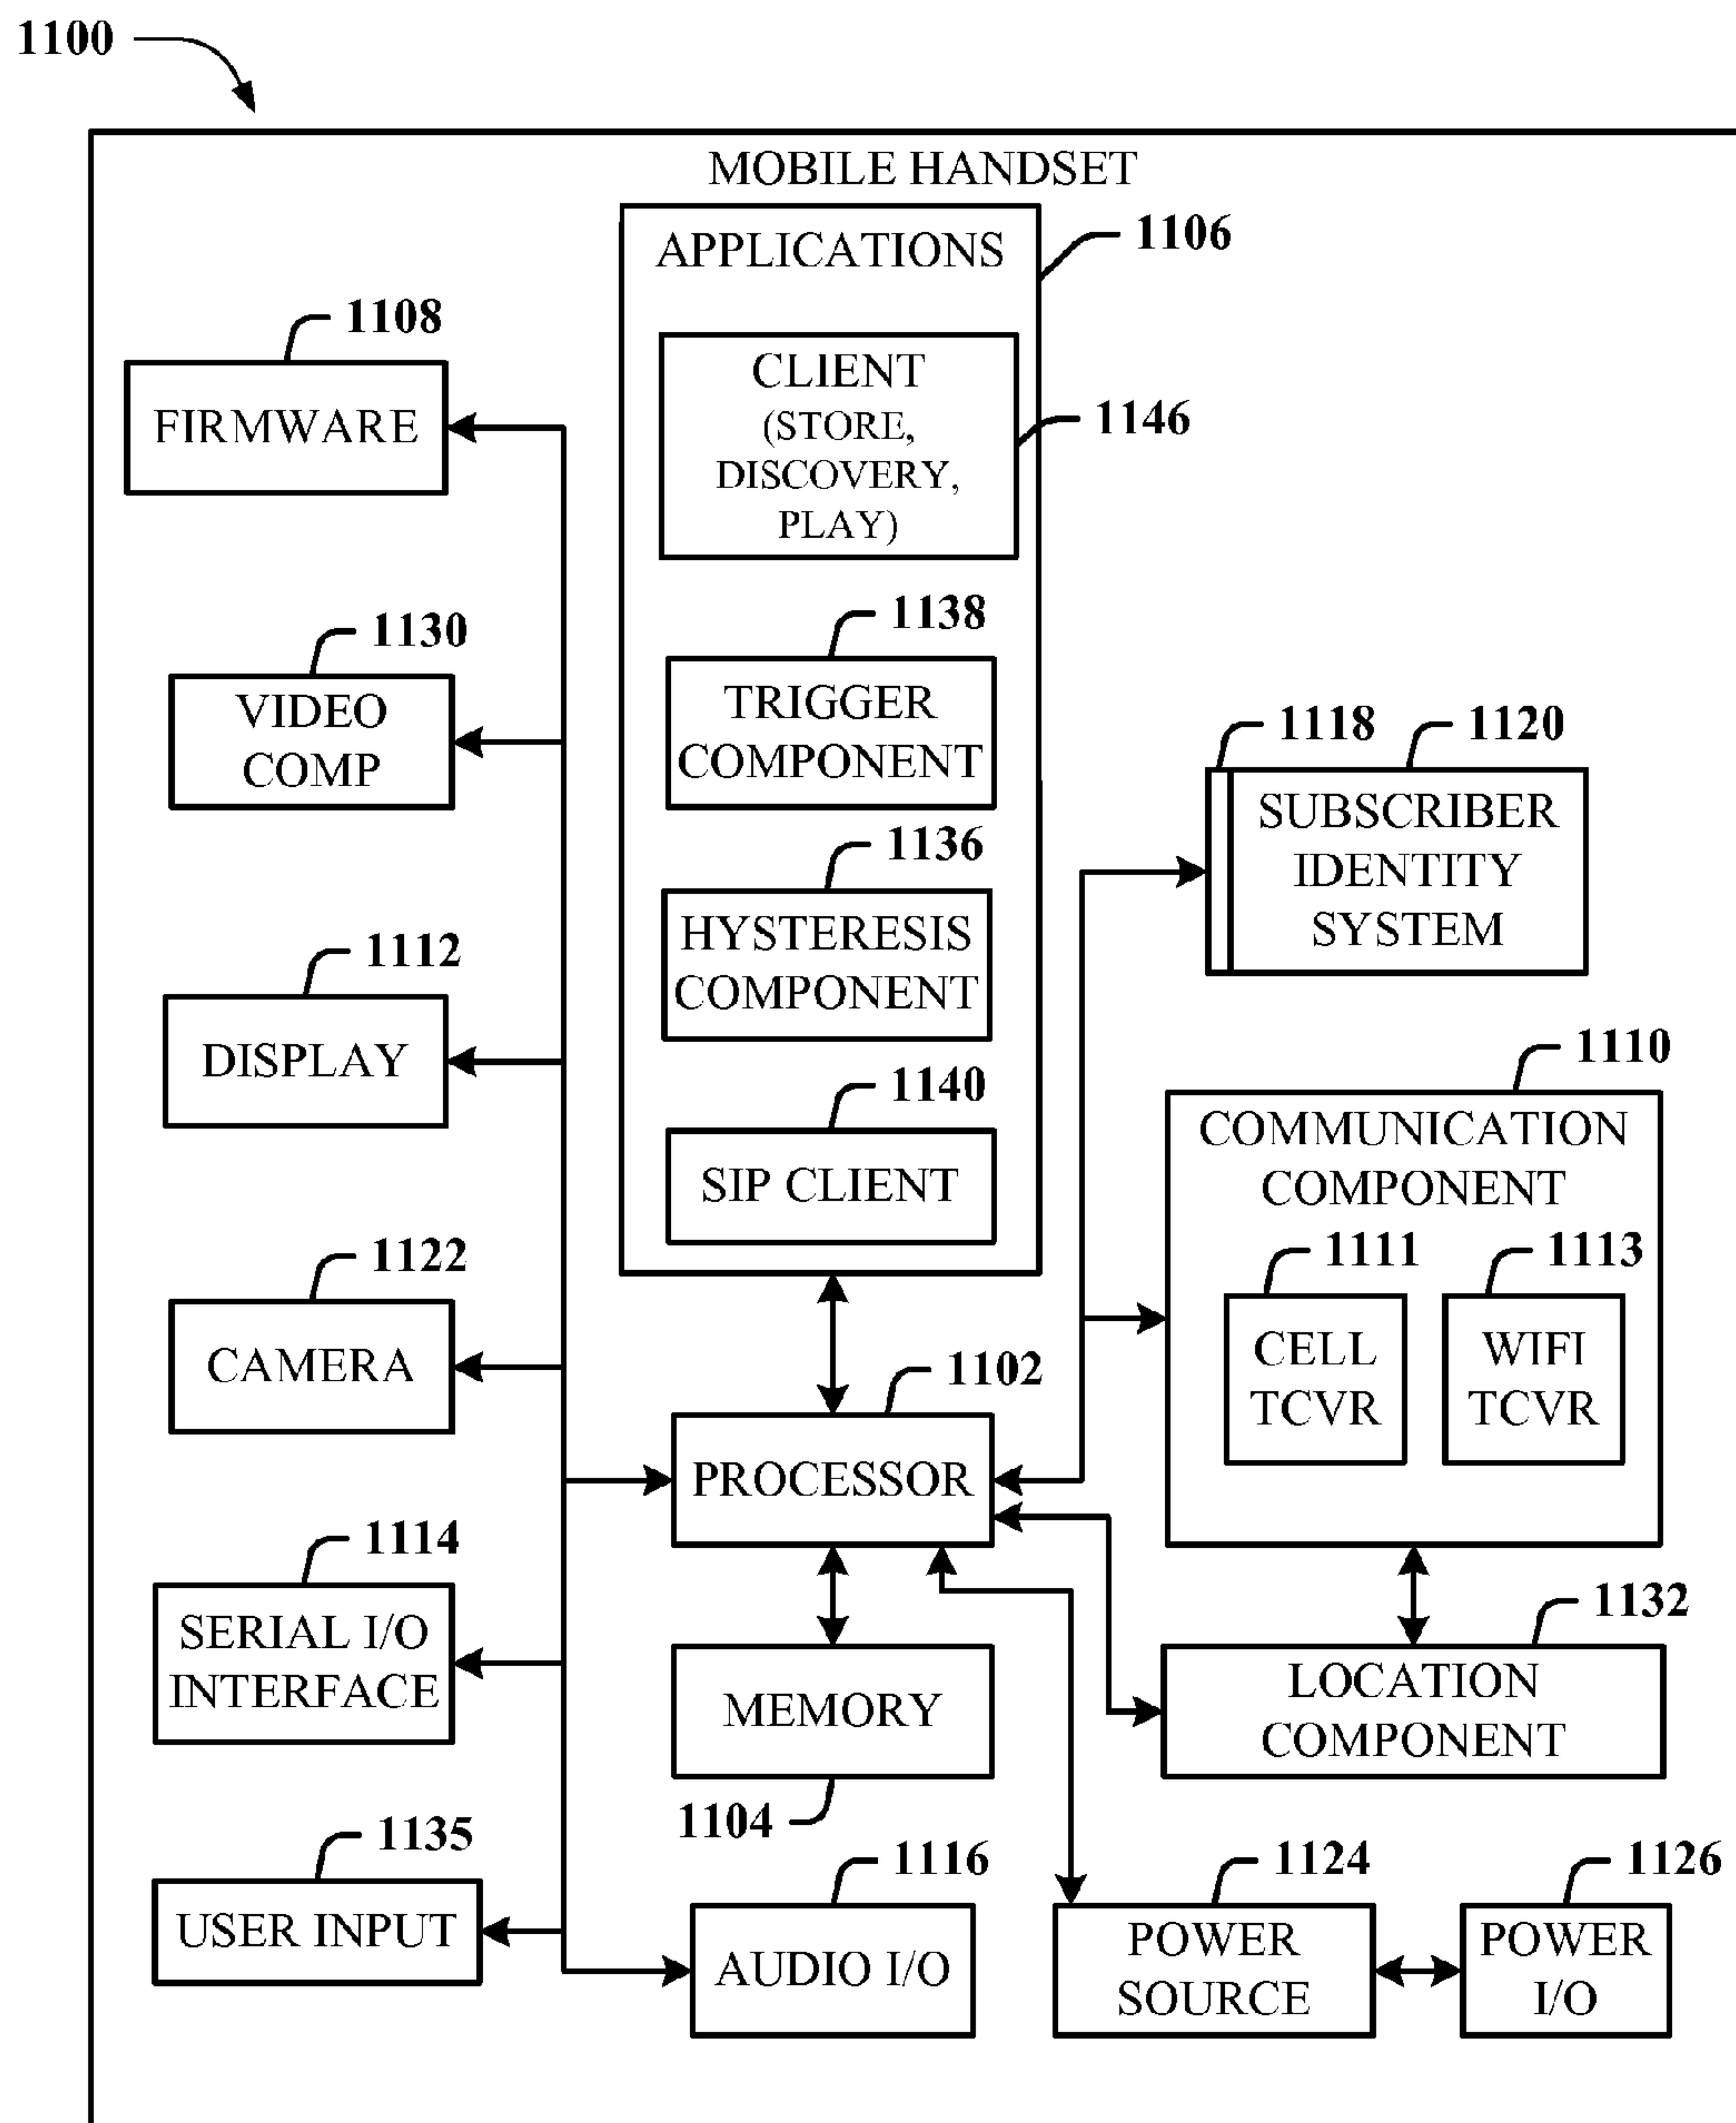 1100
MOBILE HANDSET
APPLICATIONS
1106
CLIENT
(STORE,
DISCOVERY,
PLAY)
1146
1138
TRIGGER
COMPONENT
1136
HYSTERESIS
COMPONENT
1140
SIP CLIENT
1108
FIRMWARE
1130
VIDEO
COMP
1112
DISPLAY
1122
CAMERA
1114
SERIAL I/O
INTERFACE
1135
USER INPUT
1102
PROCESSOR
MEMORY
1104
1116
AUDIO I/O
1118
1120
SUBSCRIBER
IDENTITY
SYSTEM
1110
COMMUNICATION
COMPONENT
1111
CELL
TCVR
1113
WIFI
TCVR
1132
LOCATION
COMPONENT
1124
POWER
SOURCE
1126
POWER
I/O